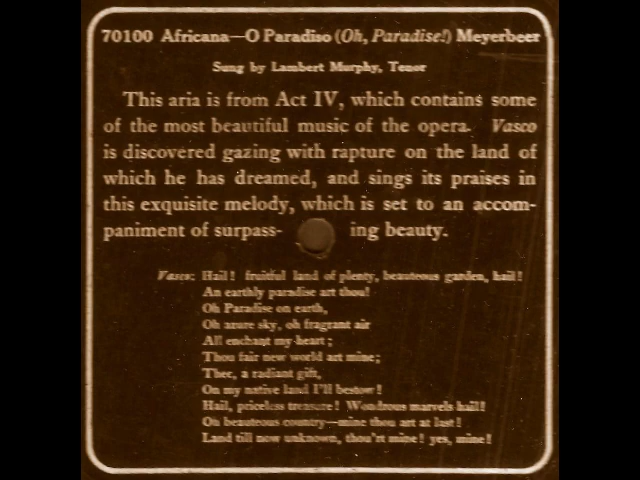 70100 Africana—O Paradiso (Oh, Paradise!) Meyerbeer
Sung by Lambert Murphy, Tenor
This aria is from Act IV, which contains some
of the most beautiful music of the opera. Vasco
is discovered gazing with rapture on the land of
which he has dreamed, and sings its praises in
this exquisite melody, which is set to an accom-
paniment of surpass- ing beauty.
Vasco: Hail! fruitful land of plenty, beauteous garden, hail!
An earthly paradise art thou!
Oh Paradise on earth,
Oh azure sky, oh fragrant air
All enchant my heart;
Thou fair new world art mine;
Thee, a radiant gift,
On my native land I'll bestow!
Hail, priceless treasure! Wondrous marvels hail!
Oh beauteous country—mine thou art at last!
Land till now unknown, thou'rt mine! yes, mine!